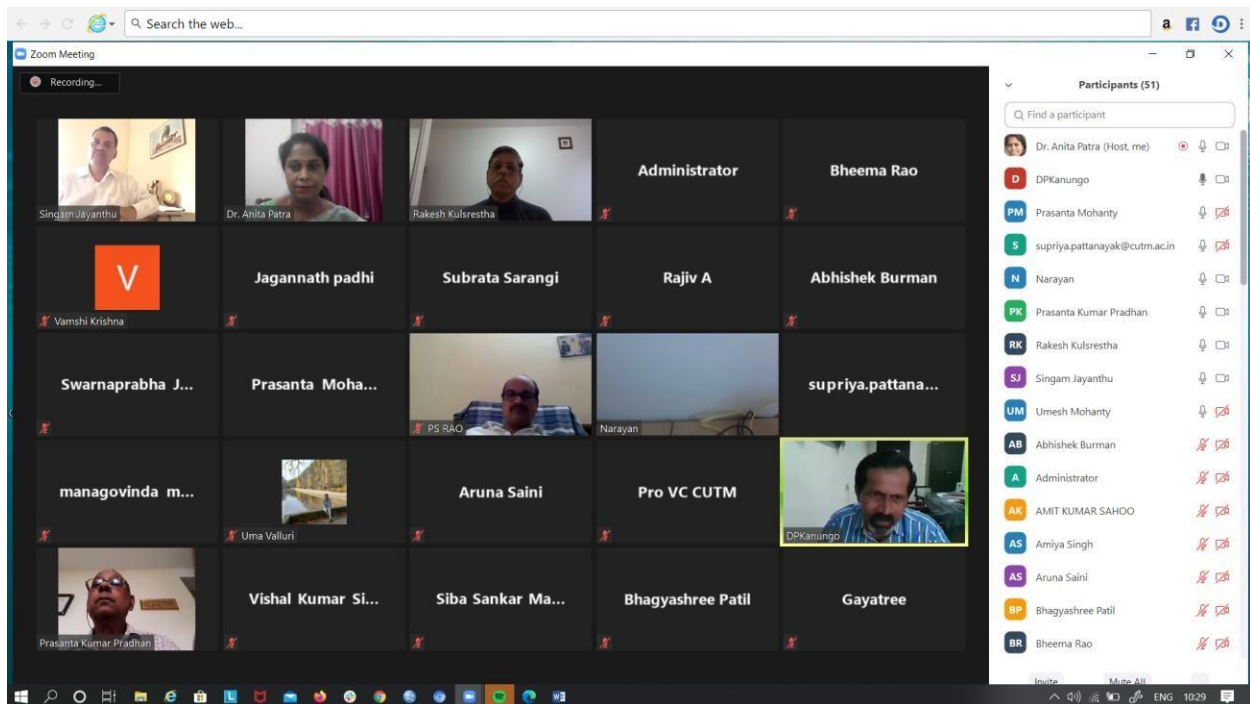 Search the web...
a
Zoom Meeting
Recording...
Singam Jayanthu
Dr. Anita Patra
Rakesh Kulsrestha
Administrator
Bheema Rao
V
Vamshi Krishna
Jagannath padhi
Subrata Sarangi
Rajiv A
Abhishek Burman
Swarnaprabha J...
Prasanta Moha...
PS RAO
Narayan
supriya.pattana...
managovinda m...
Uma Valluri
Aruna Saini
Pro VC CUTM
DPKanungo
Prasanta Kumar Pradhan
Vishal Kumar Si...
Siba Sankar Ma...
Bhagyashree Patil
Gayatree
Participants (51)
Find a participant
Dr. Anita Patra (Host, me)
D DPKanungo
PM Prasanta Mohanty
S supriya.pattanayak@cutm.ac.in
N Narayan
PK Prasanta Kumar Pradhan
RK Rakesh Kulsrestha
SJ Singam Jayanthu
UM Umesh Mohanty
AB Abhishek Burman
A Administrator
AK AMIT KUMAR SAHOO
AS Amiya Singh
AS Aruna Saini
BP Bhagyashree Patil
BR Bheema Rao
Invite Mute All
ENG 10:29